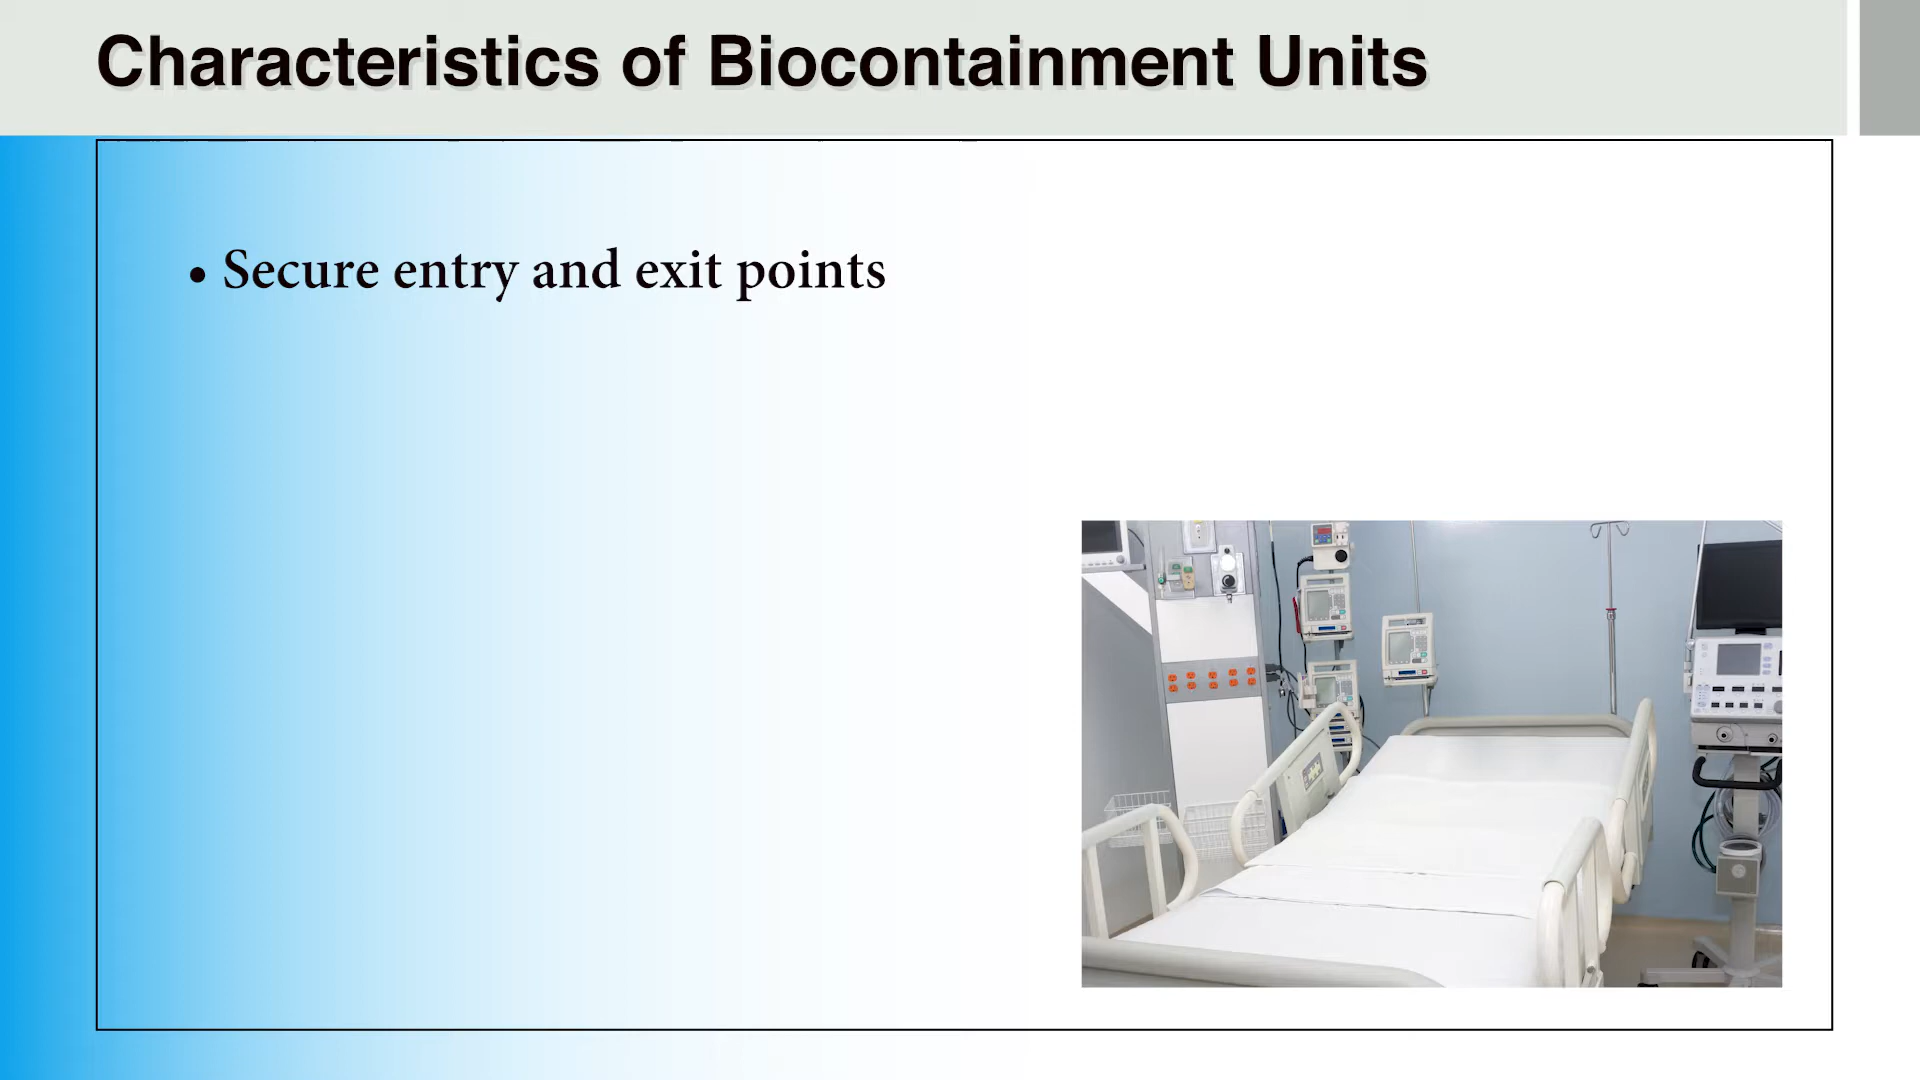 Characteristics of Biocontainment Units
• Secure entry and exit points